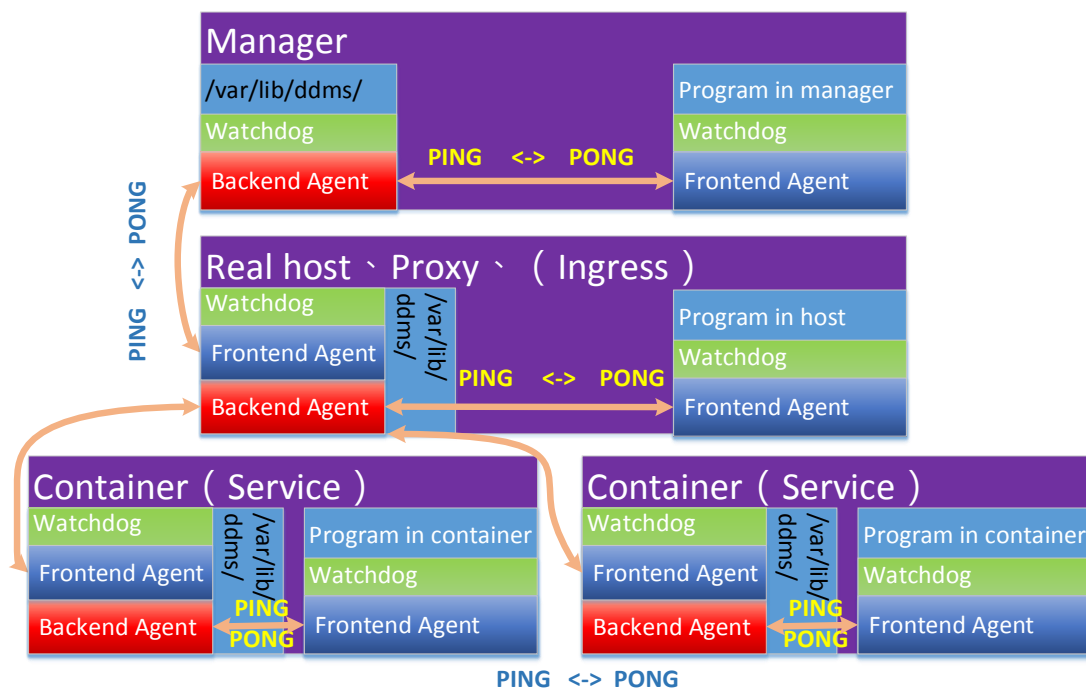 Manager
/var/lib/ddms/
Watchdog
Backend Agent
PING <-> PONG
Program in manager
Watchdog
Frontend Agent
PING <-> PONG
Real host、Proxy、（Ingress）
Watchdog
Frontend Agent
Backend Agent
/var/lib/
ddms/
PING <-> PONG
Program in host
Watchdog
Frontend Agent
Container（Service）
Watchdog
Frontend Agent
Backend Agent
/var/lib/
ddms/
PING
PONG
Program in container
Watchdog
Frontend Agent
Container（Service）
Watchdog
Frontend Agent
Backend Agent
/var/lib/
ddms/
PING
PONG
Program in container
Watchdog
Frontend Agent
PING <-> PONG